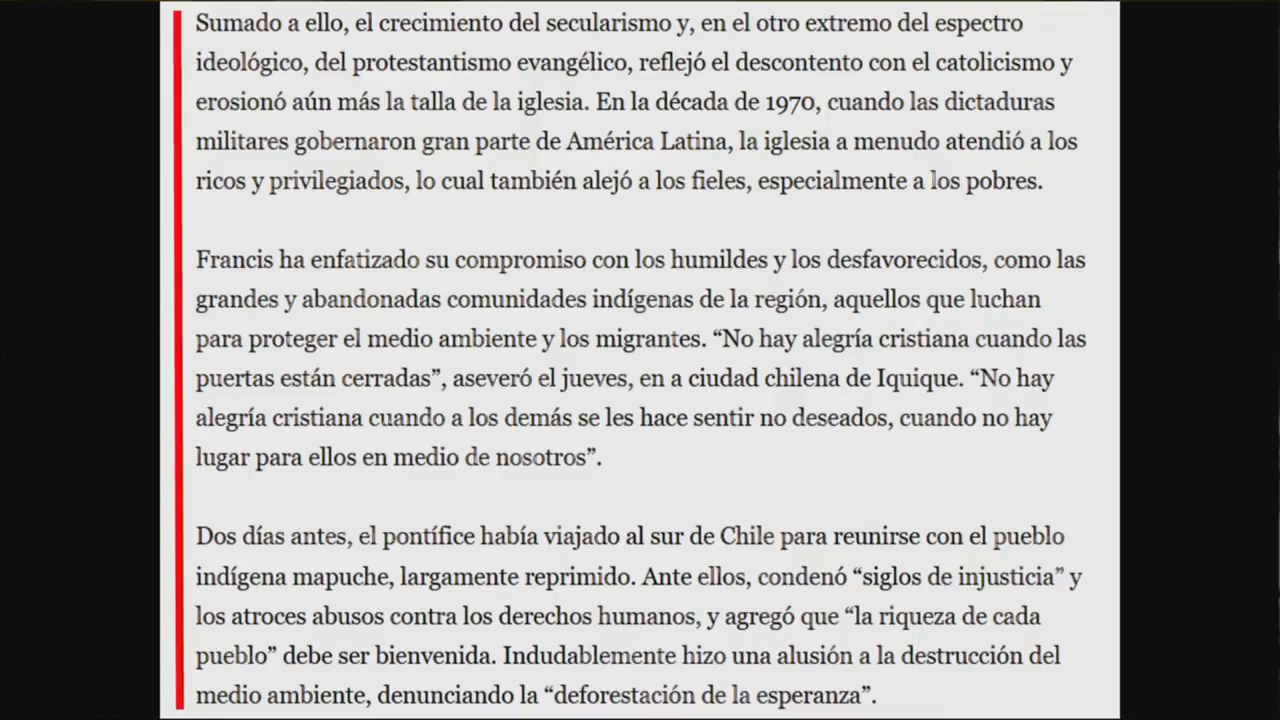 Sumado a ello, el crecimiento del secularismo y, en el otro extremo del espectro
ideológico, del protestantismo evangélico, reflejó el descontento con el catolicismo y
erosionó aún más la talla de la iglesia. En la década de 1970, cuando las dictaduras
militares gobernaron gran parte de América Latina, la iglesia a menudo atendió a los
ricos y privilegiados, lo cual también alejó a los fieles, especialmente a los pobres.
Francis ha enfatizado su compromiso con los humildes y los desfavorecidos, como las
grandes y abandonadas comunidades indígenas de la región, aquellos que luchan
para proteger el medio ambiente y los migrantes. “No hay alegría cristiana cuando las
puertas están cerradas”, aseveró el jueves, en a ciudad chilena de Iquique. “No hay
alegría cristiana cuando a los demás se les hace sentir no deseados, cuando no hay
lugar para ellos en medio de nosotros”.
Dos días antes, el pontífice había viajado al sur de Chile para reunirse con el pueblo
indígena mapuche, largamente reprimido. Ante ellos, condenó “siglos de injusticia” y
los atroces abusos contra los derechos humanos, y agregó que “la riqueza de cada
pueblo” debe ser bienvenida. Indudablemente hizo una alusión a la destrucción del
medio ambiente, denunciando la “deforestación de la esperanza”.